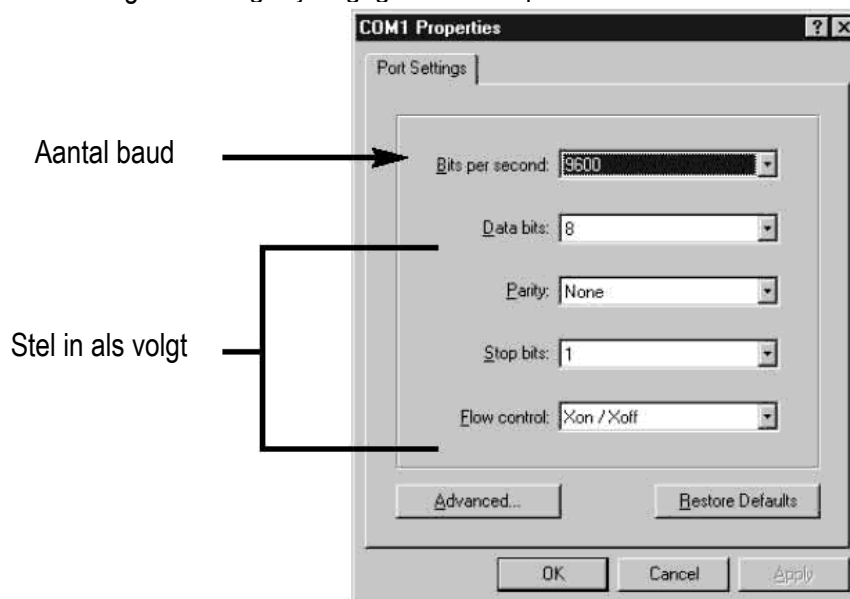 COM1 Properties
Port Settings
Aantal baud
Bits per second: 9600
Data bits: 8
Parity: None
Stel in als volgt
Stop bits: 1
Flow control: Xon / Xoff
Advanced...
Restore Defaults
OK
Cancel
Apply